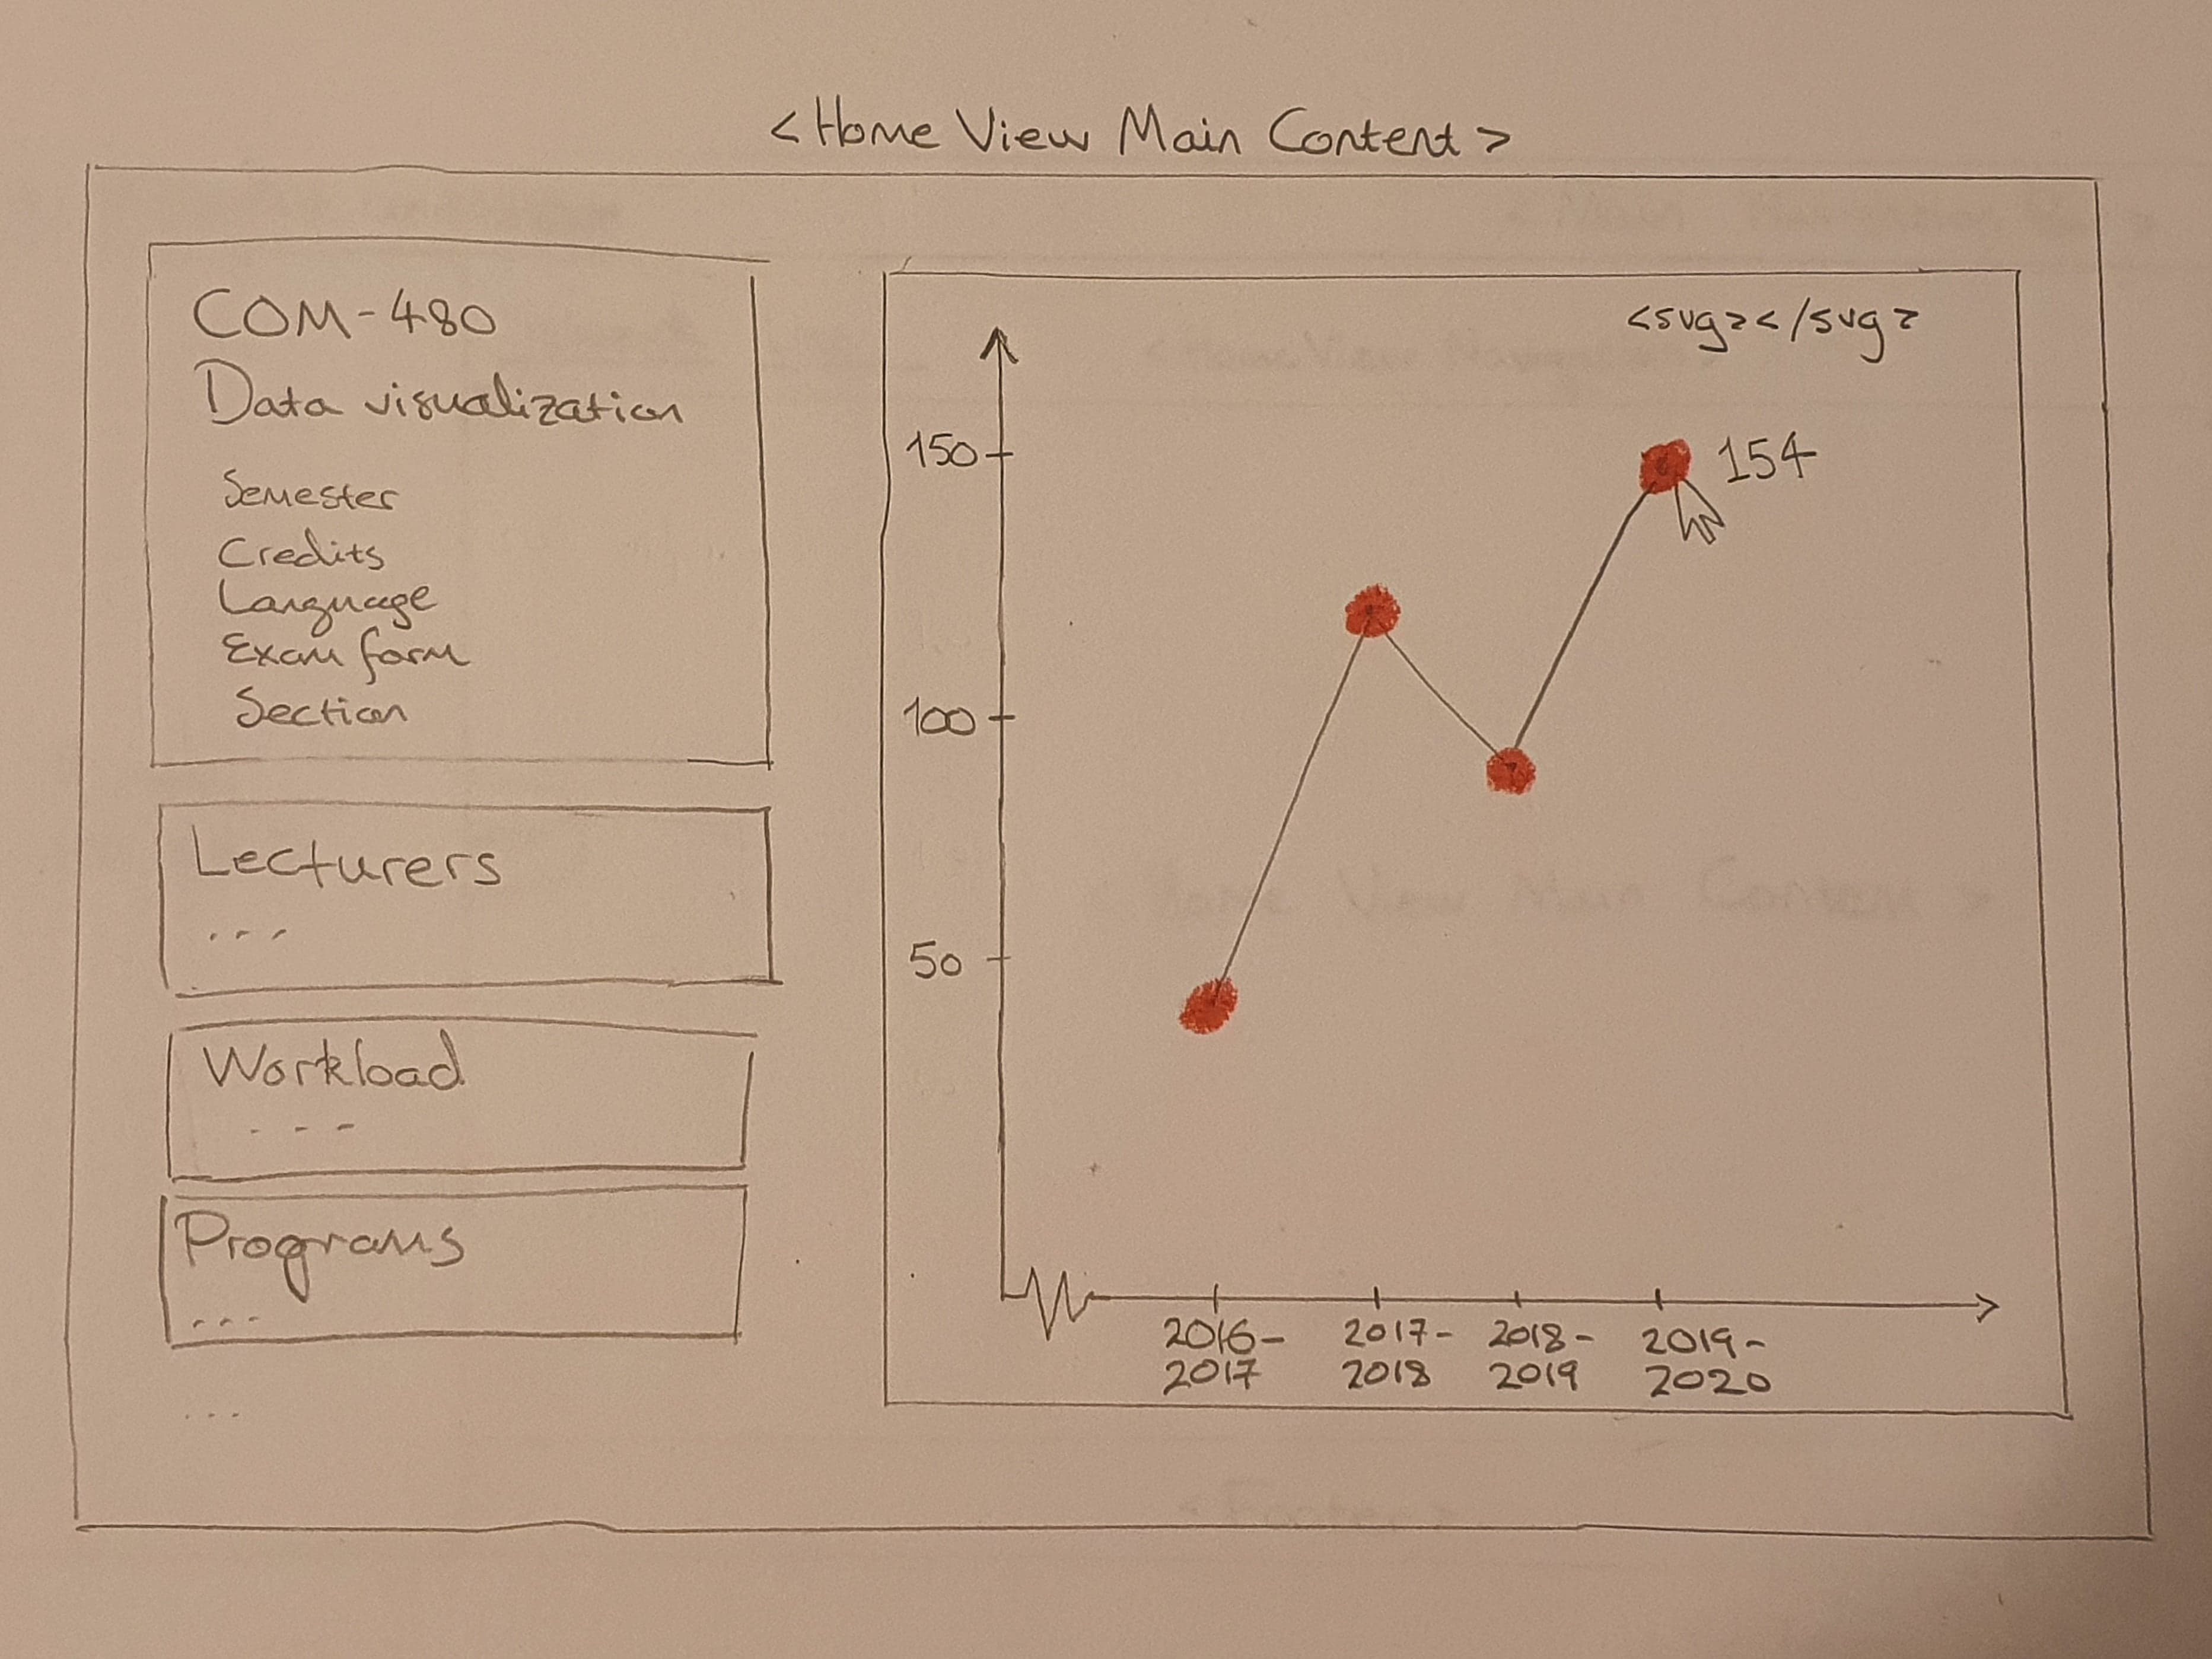 <Home View Main Content>
COM-480
Data visualization
Semester
Credits
Language
Exam form
Section
Lecturers
...
Workload
---
Programs
...
...
<svg></svg>
150
154
100
50
2016-
2017
2017-
2018
2018-
2019
2019-
2020